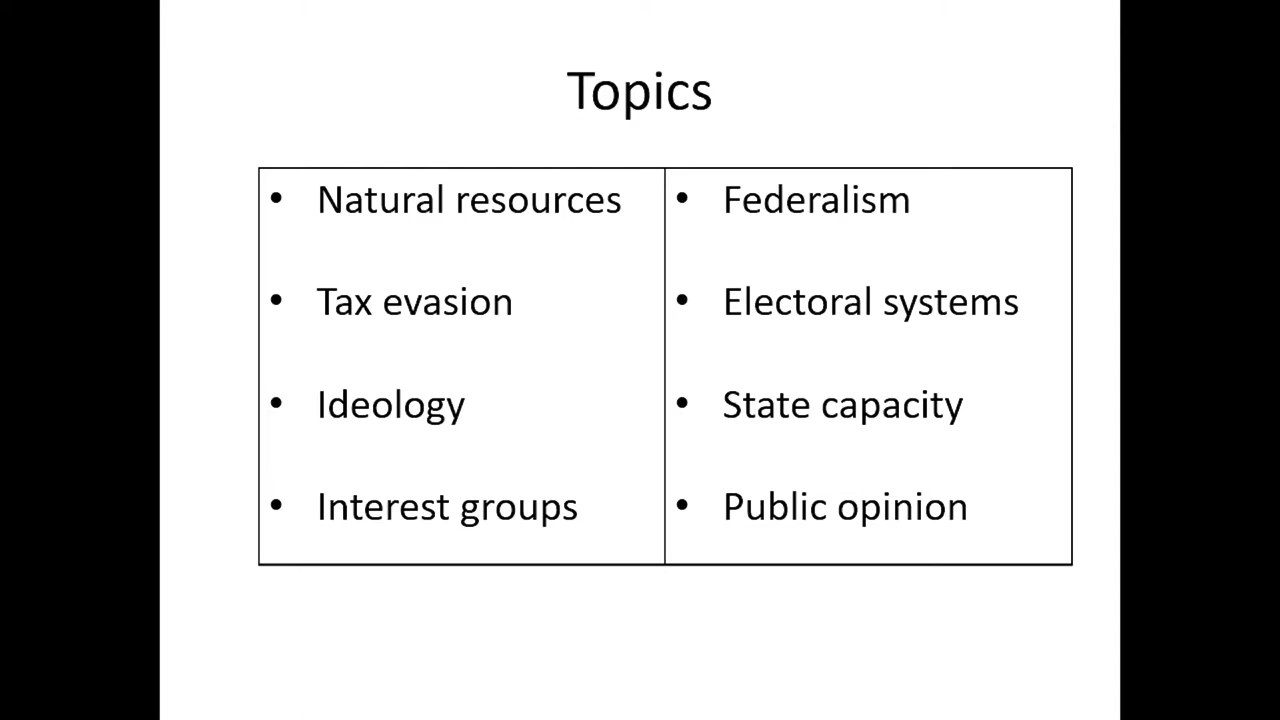 Topics
• Natural resources
• Tax evasion
• Ideology
• Interest groups
• Federalism
• Electoral systems
• State capacity
• Public opinion